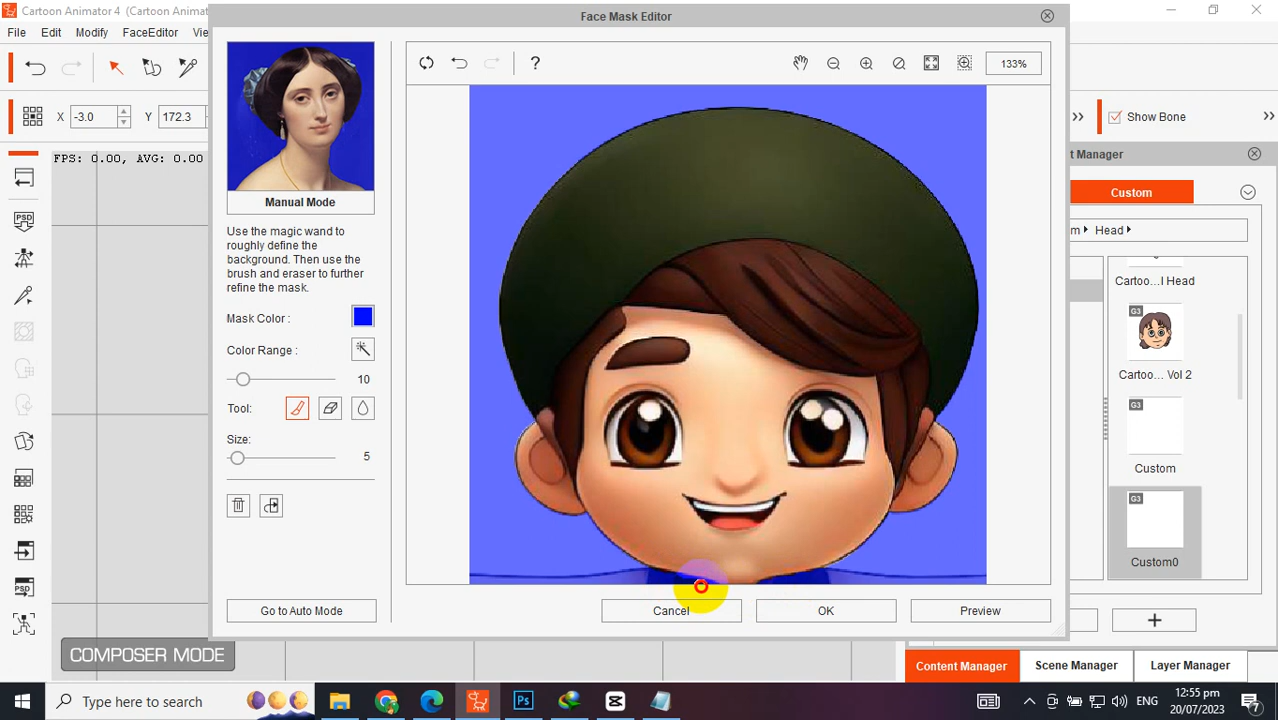 Cartoon Animator 4 (Cartoon Animat
Face Mask Editor
File Edit Modify FaceEditor Vie
133%
X -3.0 Y 172.3
Show Bone
FPS: 0.00, AVG: 0.00
t Manager
Custom
Manual Mode
Use the magic wand to
roughly define the
background. Then use the
brush and eraser to further
refine the mask.
m Head
Cartoo...l Head
G3
Mask Color :
Color Range :
10
Cartoo... Vol 2
Tool:
G3
Size:
5
Custom
G3
Custom0
Go to Auto Mode
Cancel
OK
Preview
COMPOSER MODE
Content Manager
Scene Manager
Layer Manager
Type here to search
Ps
ENG
12:55 pm
20/07/2023
7